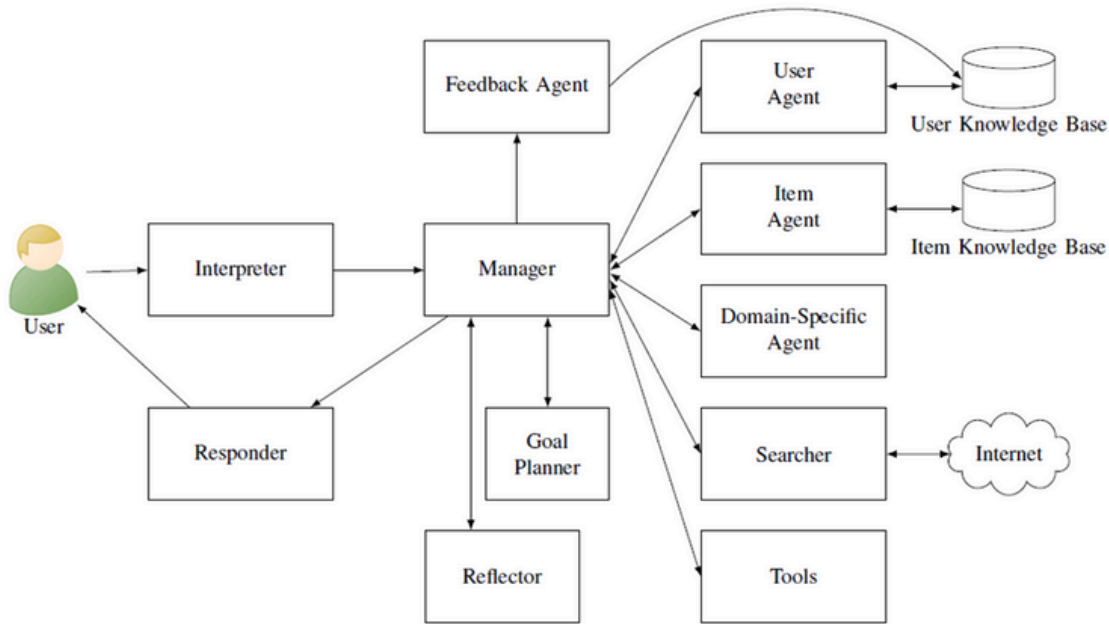 Feedback Agent
User
Agent
User Knowledge Base
Item
Agent
Item Knowledge Base
User
Interpreter
Manager
Domain-Specific
Agent
Responder
Goal
Planner
Searcher
Internet
Reflector
Tools